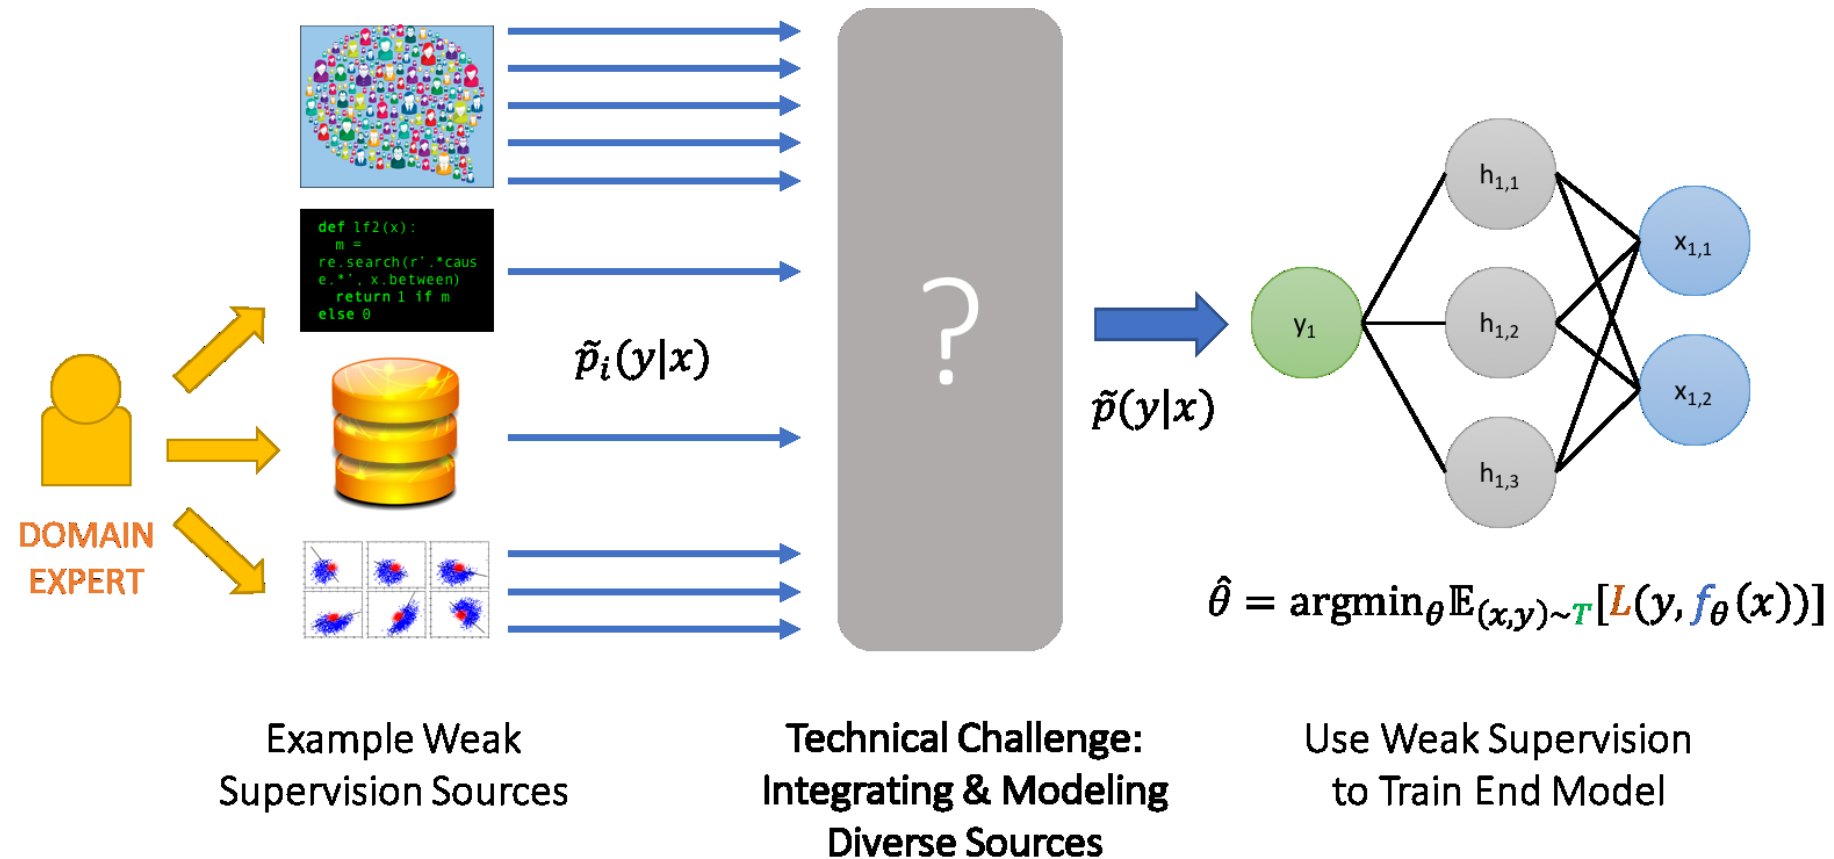 def lf2(x):
m =
re.search(r'.*caus
e.*', x.between)
return 1 if m
else 0
DOMAIN
EXPERT
p̃ᵢ(y|x)
?
p̃(y|x)
y₁
h₁,₁
h₁,₂
h₁,₃
x₁,₁
x₁,₂
θ̂ = argmin_θ 𝔼_(x,y)~T[L(y, f_θ(x))]
Example Weak
Supervision Sources
Technical Challenge:
Integrating & Modeling
Diverse Sources
Use Weak Supervision
to Train End Model